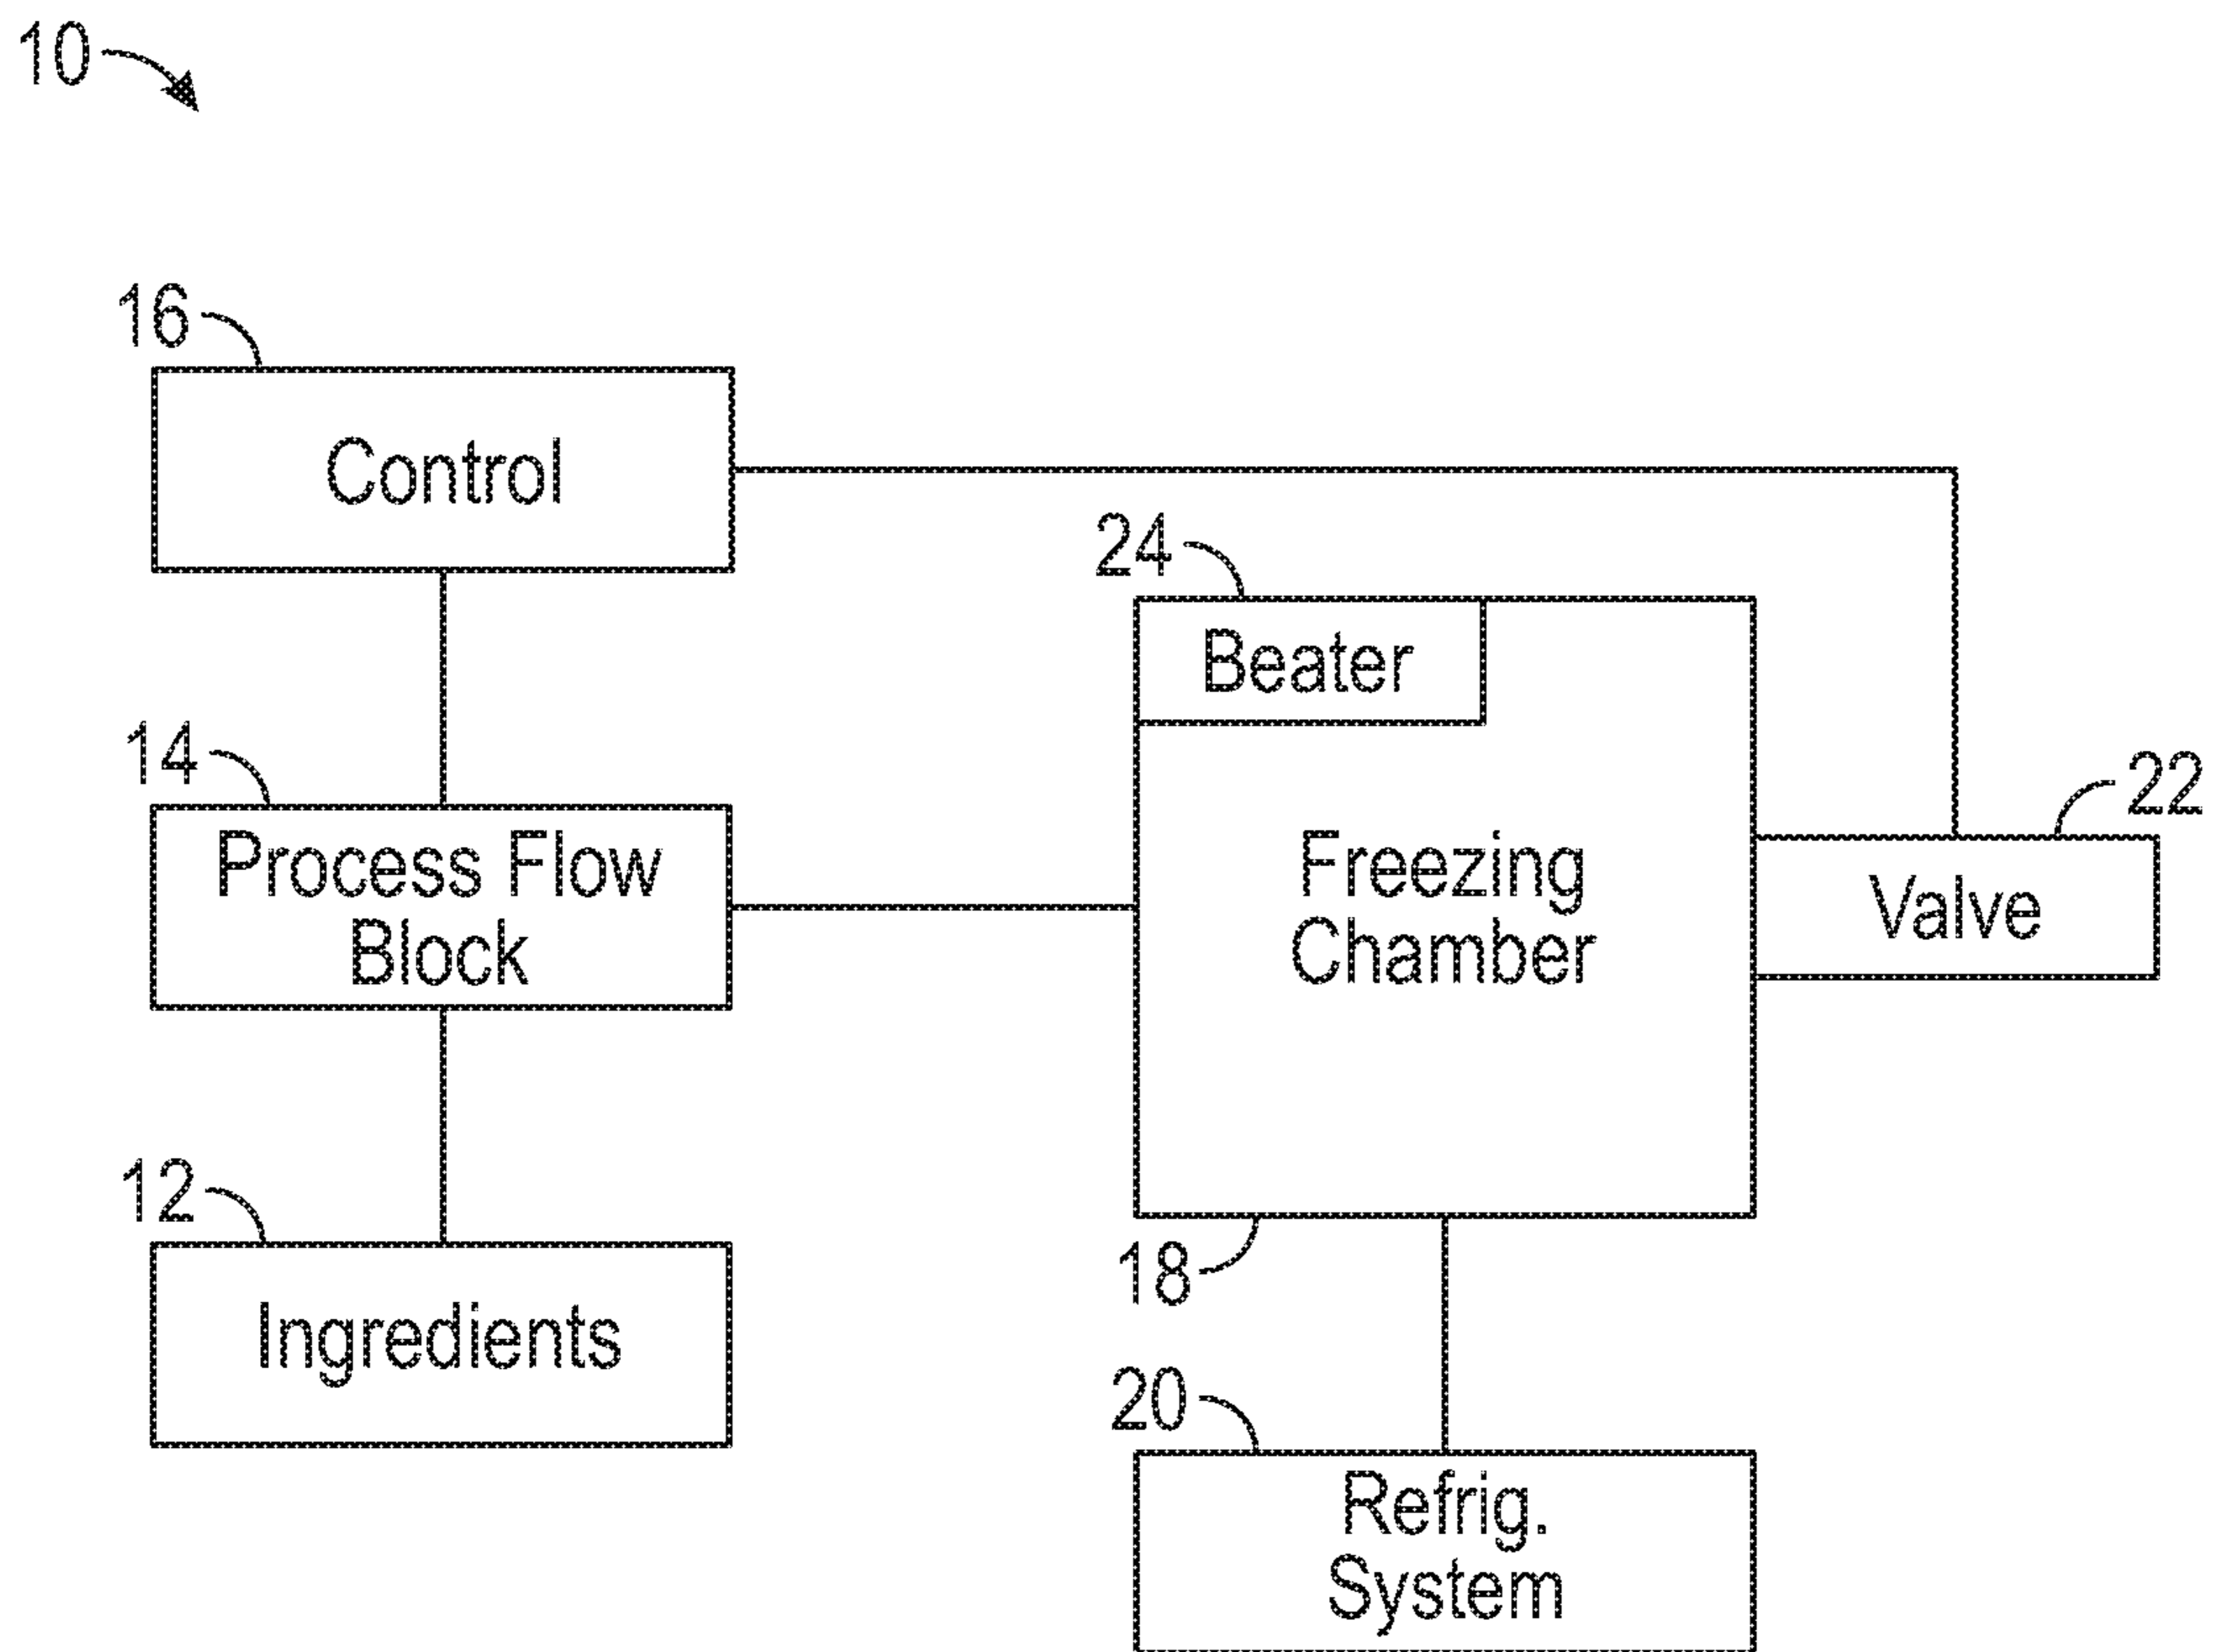 10
16
Control
24
Beater
14
Process Flow
Block
Freezing
Chamber
22
Valve
12
Ingredients
18
20
Refrig.
System